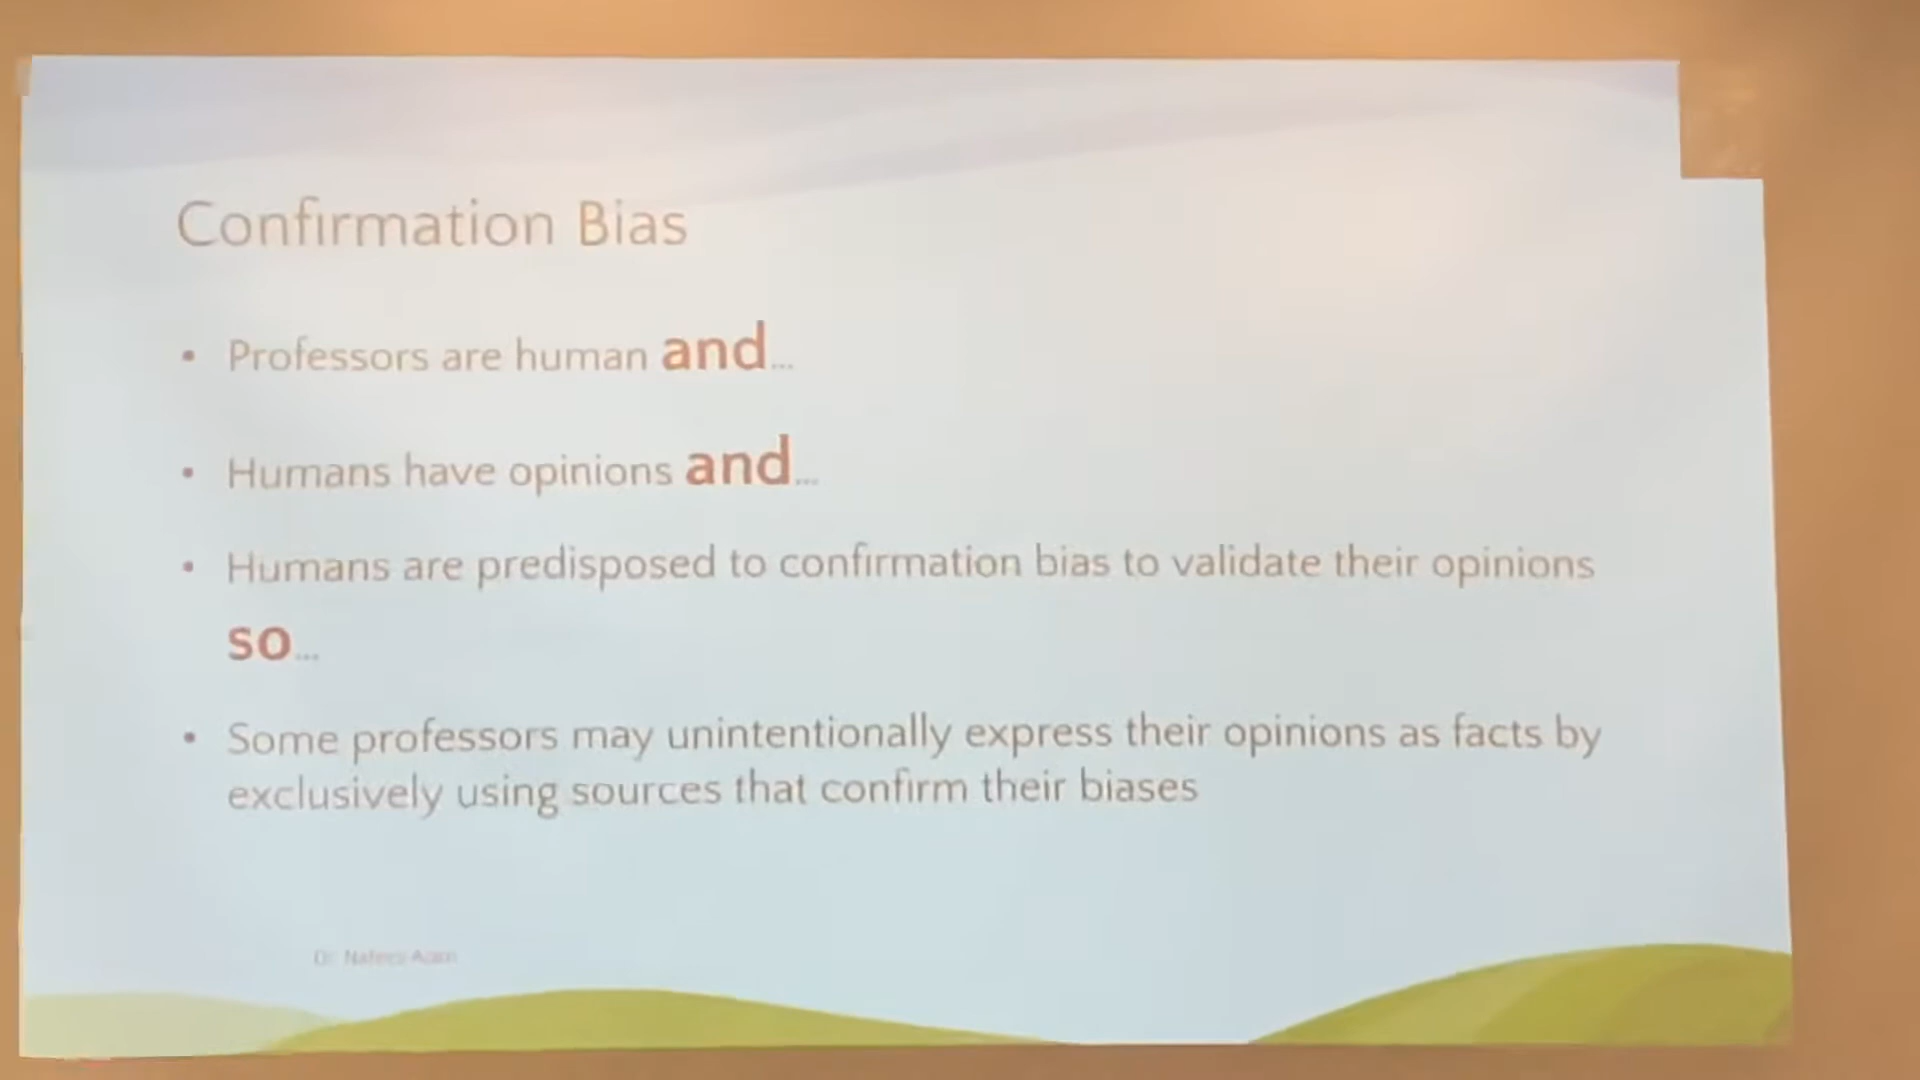 Confirmation Bias
• Professors are human and...
• Humans have opinions and...
• Humans are predisposed to confirmation bias to validate their opinions
so...
• Some professors may unintentionally express their opinions as facts by
exclusively using sources that confirm their biases
Dr.